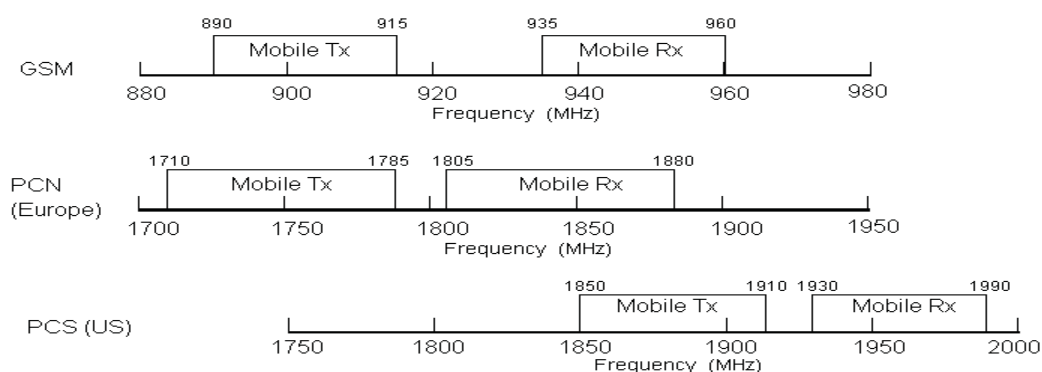 890 915 935 960
Mobile Tx Mobile Rx
GSM
880 900 920 940 960 980
Frequency (MHz)
1710 1785 1805 1880
Mobile Tx Mobile Rx
PCN
(Europe)
1700 1750 1800 1850 1900 1950
Frequency (MHz)
1850 1910 1930 1990
Mobile Tx Mobile Rx
PCS (US)
1750 1800 1850 1900 1950 2000
Frequency (MHz)